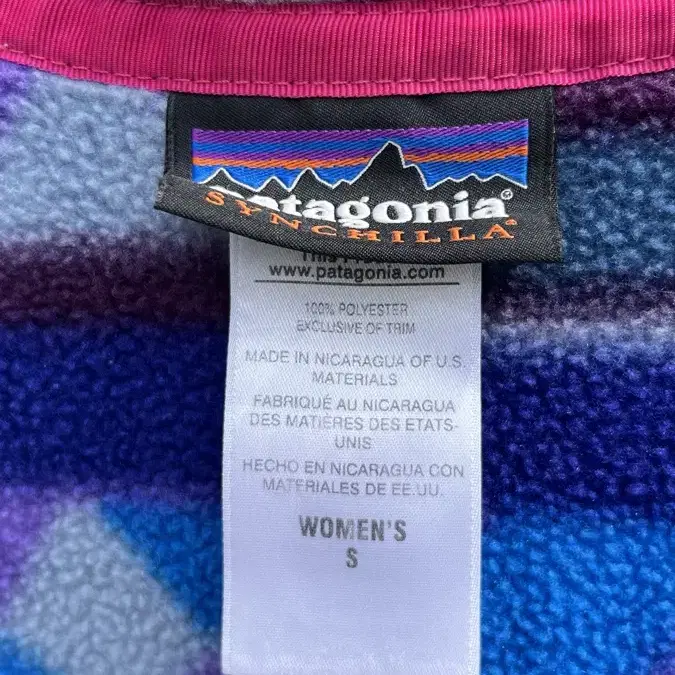 patagonia®
SYNCHILLA®
www.patagonia.com
100% POLYESTER
EXCLUSIVE OF TRIM
MADE IN NICARAGUA OF U.S.
MATERIALS
FABRIQUÉ AU NICARAGUA
DES MATIÈRES DES ETATS-
UNIS
HECHO EN NICARAGUA CON
MATERIALES DE EE.UU.
WOMEN'S
S